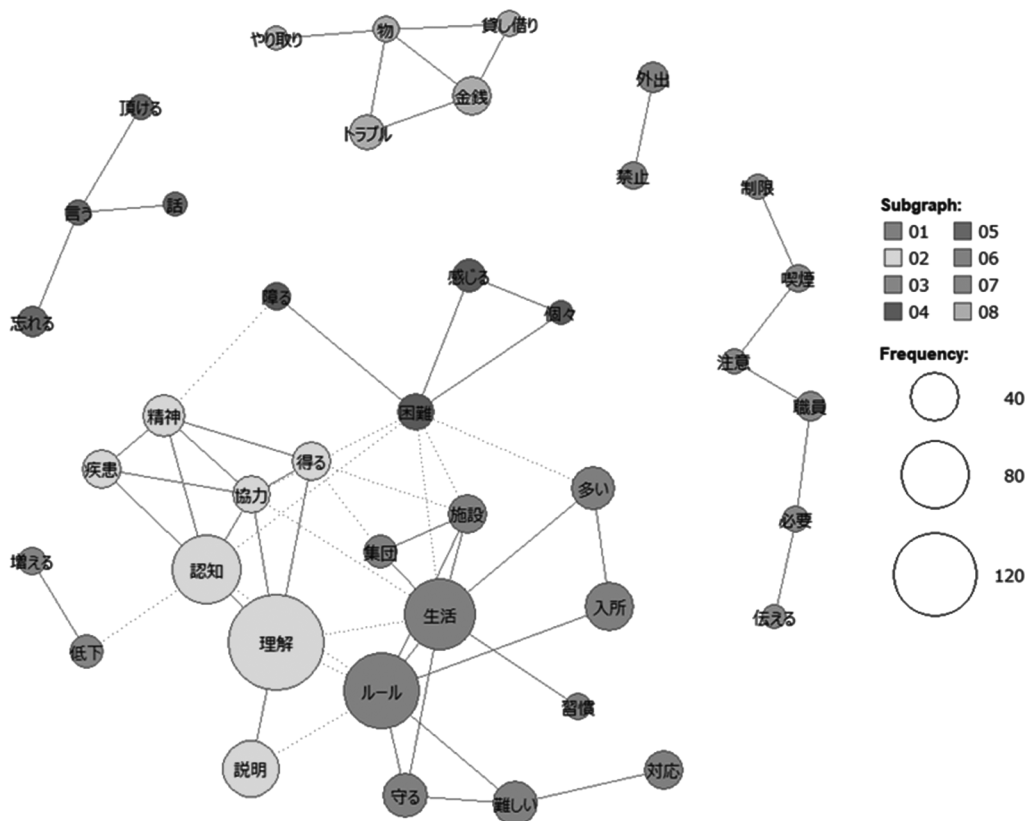 やり取り
物
貸し借り
金銭
トラブル
外出
禁止
頂ける
言う
話
忘れる
制限
喫煙
注意
職員
必要
伝える
感じる
個々
障る
困難
精神
疾患
得る
協力
認知
理解
説明
増える
低下
施設
集団
生活
多い
入所
ルール
習慣
守る
難しい
対応
Subgraph:
01 05
02 06
03 07
04 08
Frequency:
40
80
120